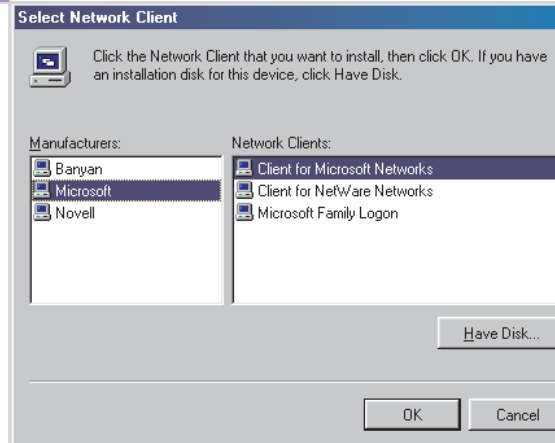 Select Network Client
Click the Network Client that you want to install, then click OK. If you have
an installation disk for this device, click Have Disk.
Manufacturers:
Banyan
Microsoft
Novell
Network Clients:
Client for Microsoft Networks
Client for NetWare Networks
Microsoft Family Logon
Have Disk...
OK
Cancel